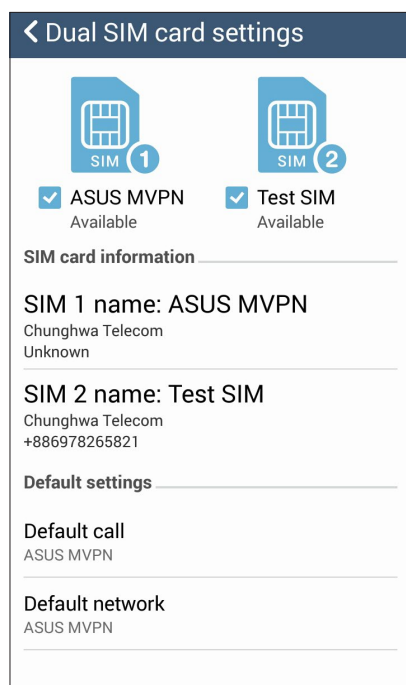 Dual SIM card settings
SIM 1 SIM 2
ASUS MVPN Test SIM
Available Available
SIM card information
SIM 1 name: ASUS MVPN
Chunghwa Telecom
Unknown
SIM 2 name: Test SIM
Chunghwa Telecom
+886978265821
Default settings
Default call
ASUS MVPN
Default network
ASUS MVPN